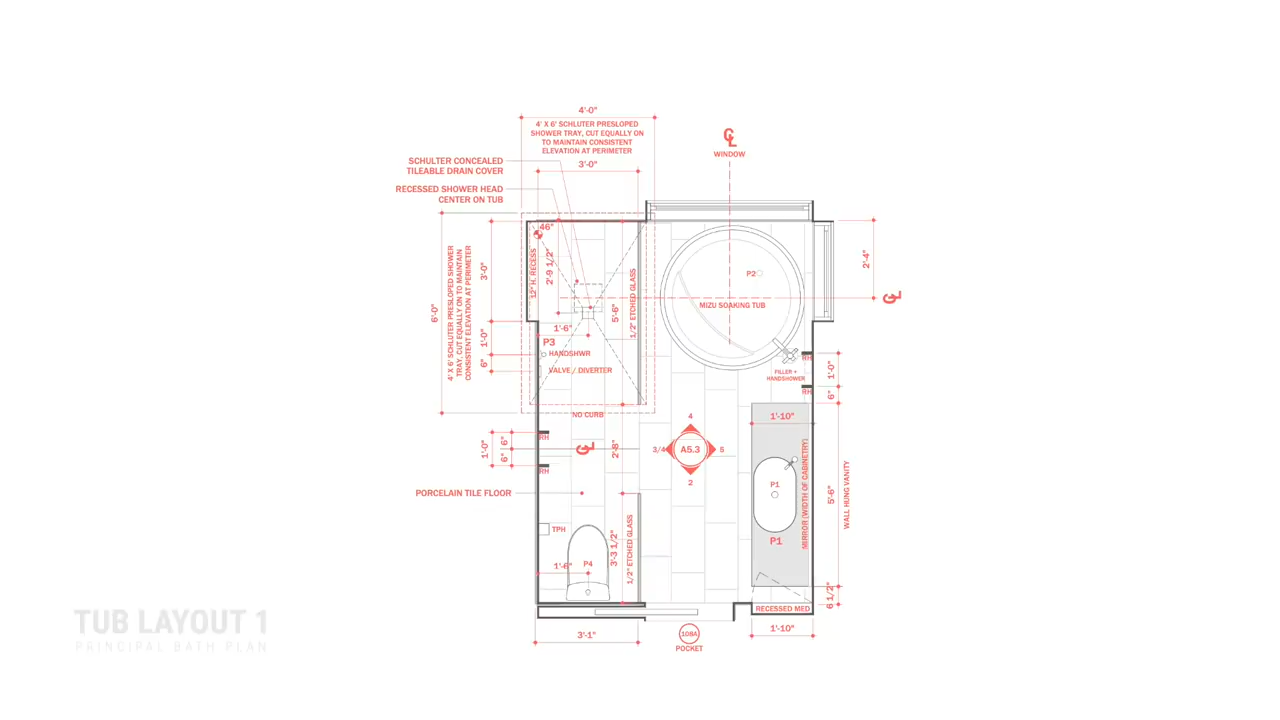 4'-0"
4' X 6' SCHLUTER PRESLOPED
SHOWER TRAY, CUT EQUALLY ON
TO MAINTAIN CONSISTENT
ELEVATION AT PERIMETER
3'-0"
SCHULTER CONCEALED
TILEABLE DRAIN COVER
RECESSED SHOWER HEAD
CENTER ON TUB
CL
WINDOW
6'-0"
4' X 6' SCHLUTER PRESLOPED SHOWER
TRAY, CUT EQUALLY ON TO MAINTAIN
CONSISTENT ELEVATION AT PERIMETER
3'-0"
1'-0"
6"
46"
12" H. RECESS
2'-9 1/2"
5'-6"
1/2" ETCHED GLASS
1'-6"
P3
HANDSHWR
VALVE / DIVERTER
NO CURB
P2
MIZU SOAKING TUB
2'-4"
CL
FILLER +
HANDSHOWER
RH
RH
1'-0"
6"
1'-10"
1'-0"
6"
6"
RH
RH
CL
2'-8"
4
3/4
A5.3
5
2
P1
P1
MIRROR (WIDTH OF CABINETRY)
5'-6"
WALL HUNG VANITY
PORCELAIN TILE FLOOR
TPH
1'-6"
P4
3'-3 1/2"
1/2" ETCHED GLASS
6 1/2"
RECESSED MED
3'-1"
108A
POCKET
1'-10"
TUB LAYOUT 1
PRINCIPAL BATH PLAN